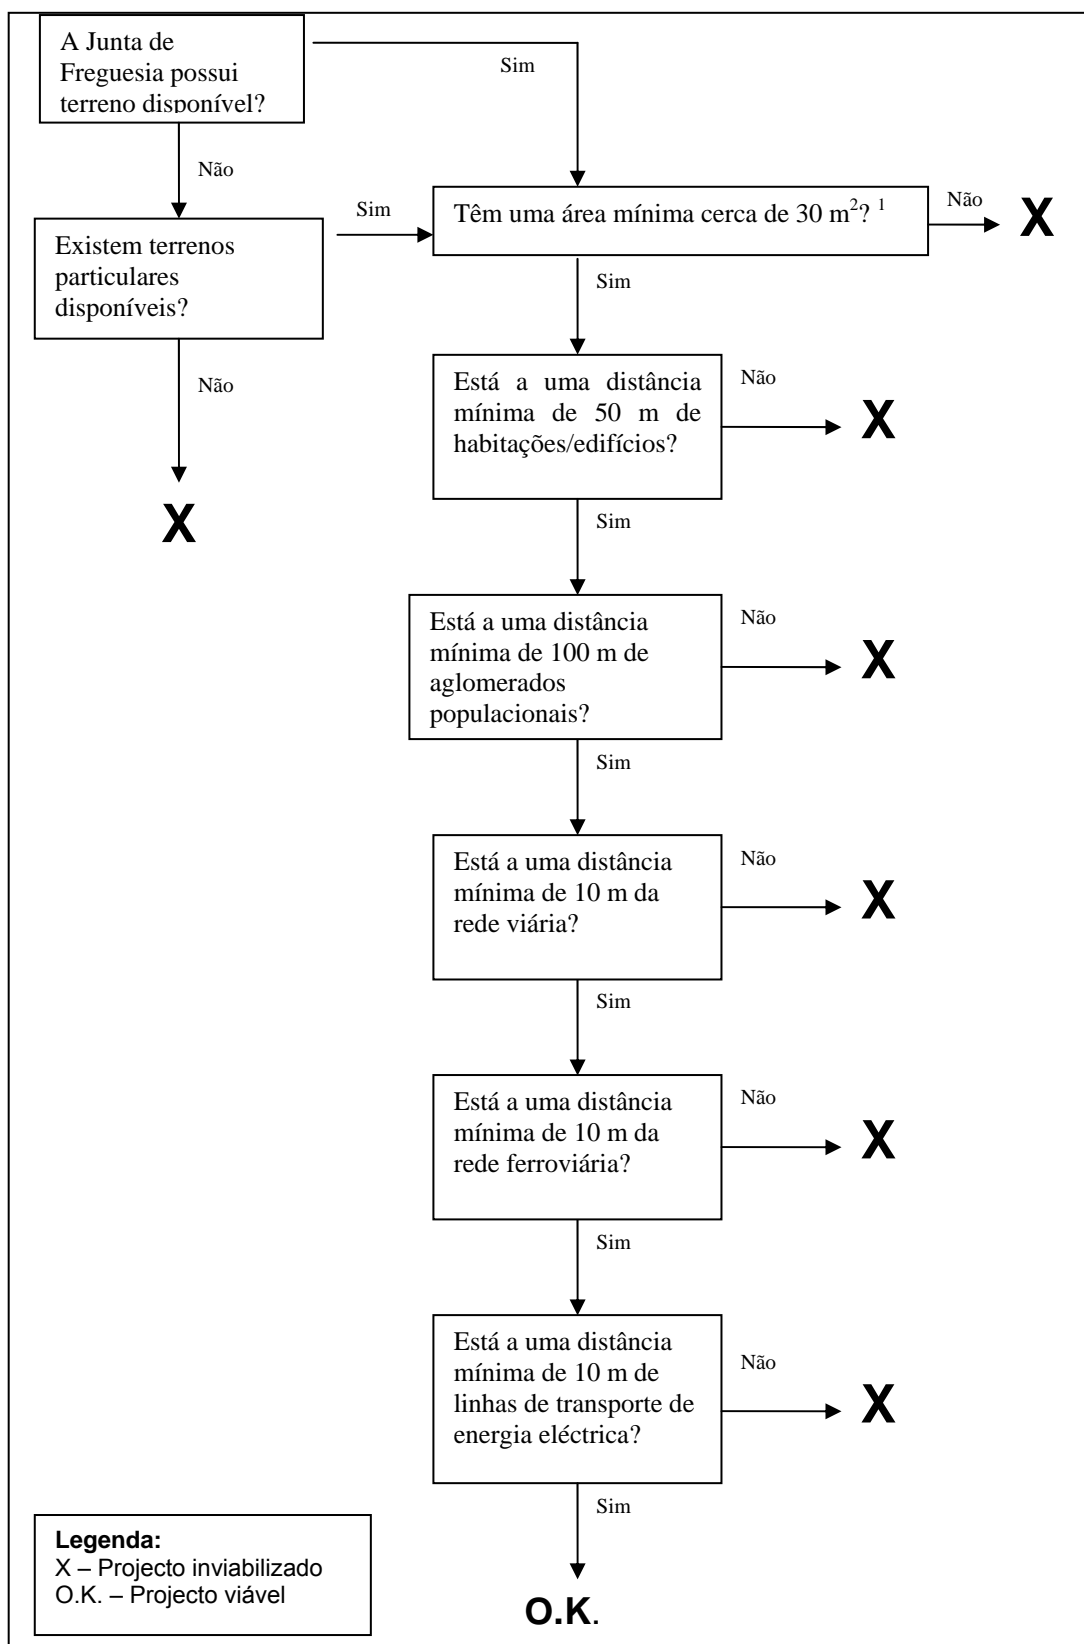 A Junta de
Freguesia possui
terreno disponível?
Sim
Não
Existem terrenos
particulares
disponíveis?
Sim
Têm uma área mínima cerca de 30 m²? ¹
Não
X
Não
X
Sim
Está a uma distância
mínima de 50 m de
habitações/edifícios?
Não
X
Sim
Está a uma distância
mínima de 100 m de
aglomerados
populacionais?
Não
X
Sim
Está a uma distância
mínima de 10 m da
rede viária?
Não
X
Sim
Está a uma distância
mínima de 10 m da
rede ferroviária?
Não
X
Sim
Está a uma distância
mínima de 10 m de
linhas de transporte de
energia eléctrica?
Não
X
Sim
O.K.
Legenda:
X – Projecto inviabilizado
O.K. – Projecto viável